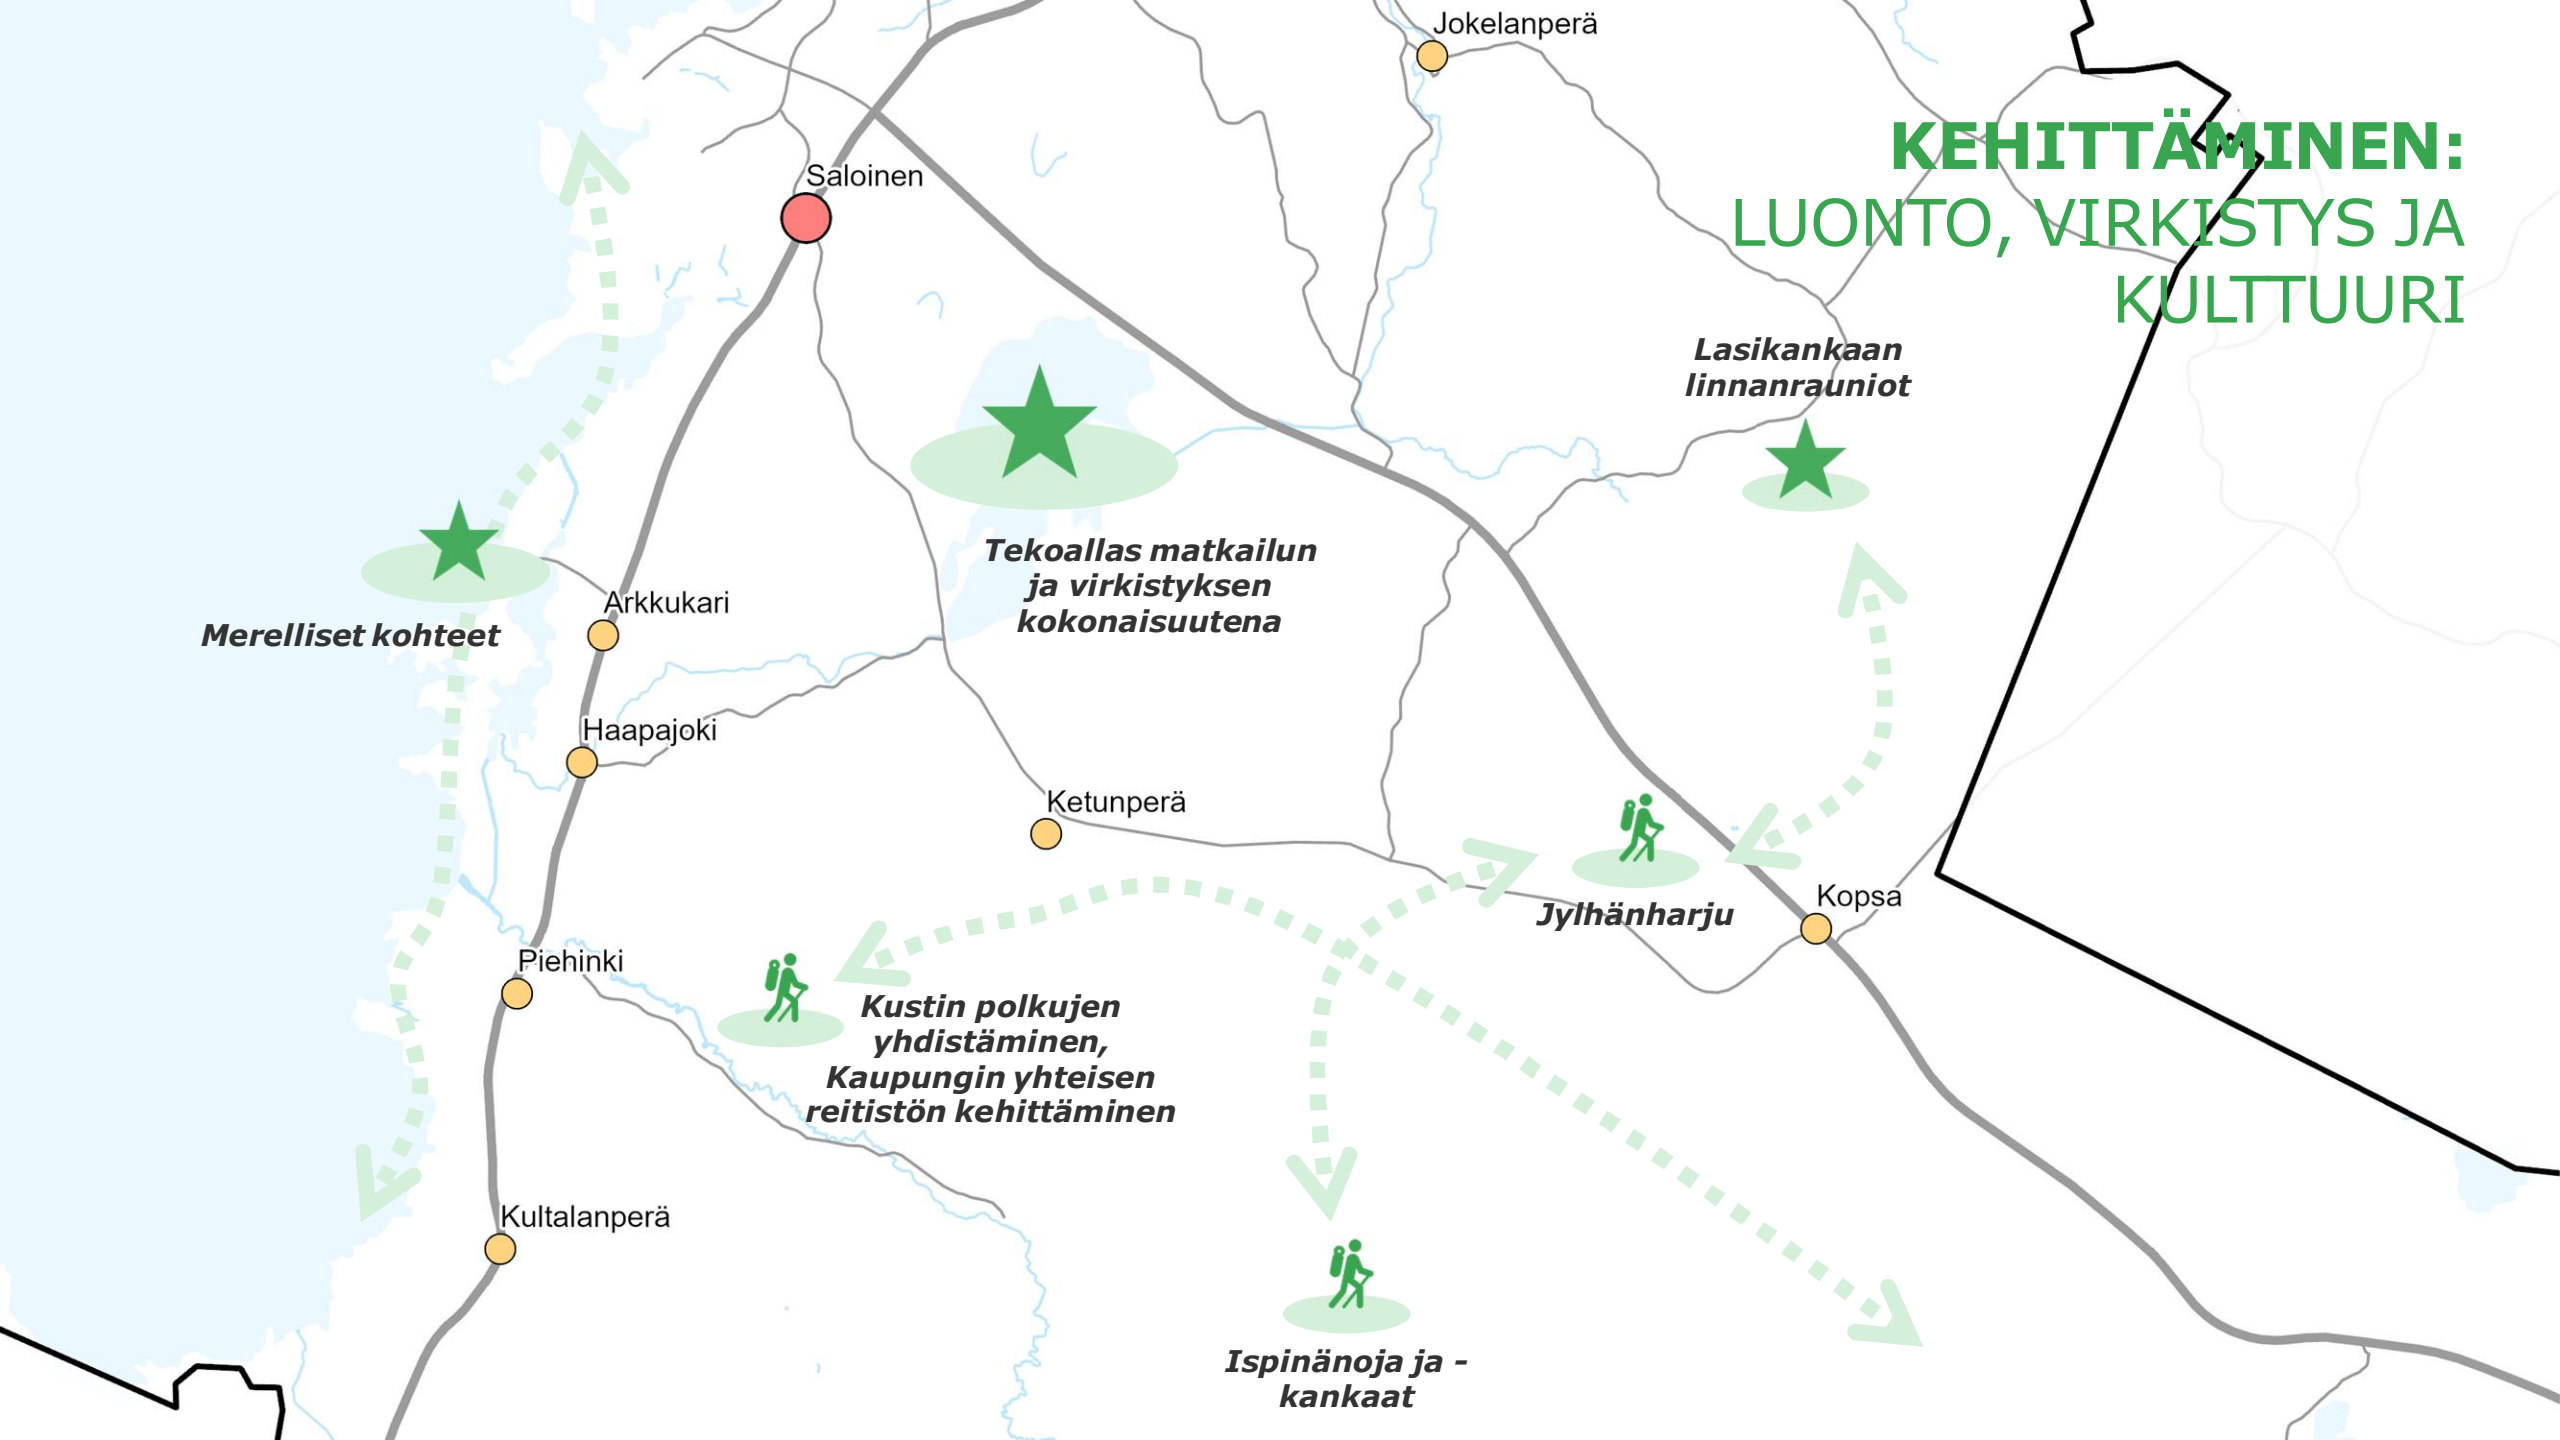 Jokelanperä
KEHITTÄMINEN:
LUONTO, VIRKISTYS JA
KULTTUURI
Saloinen
Lasikankaan
linnanrauniot
Tekoallas matkailun
ja virkistyksen
kokonaisuutena
Arkkukari
Merelliset kohteet
Haapajoki
Ketunperä
Kopsa
Jylhänharju
Piehinki
Kustin polkujen
yhdistäminen,
Kaupungin yhteisen
reitistön kehittäminen
Kultalanperä
Ispinänoja ja -
kankaat